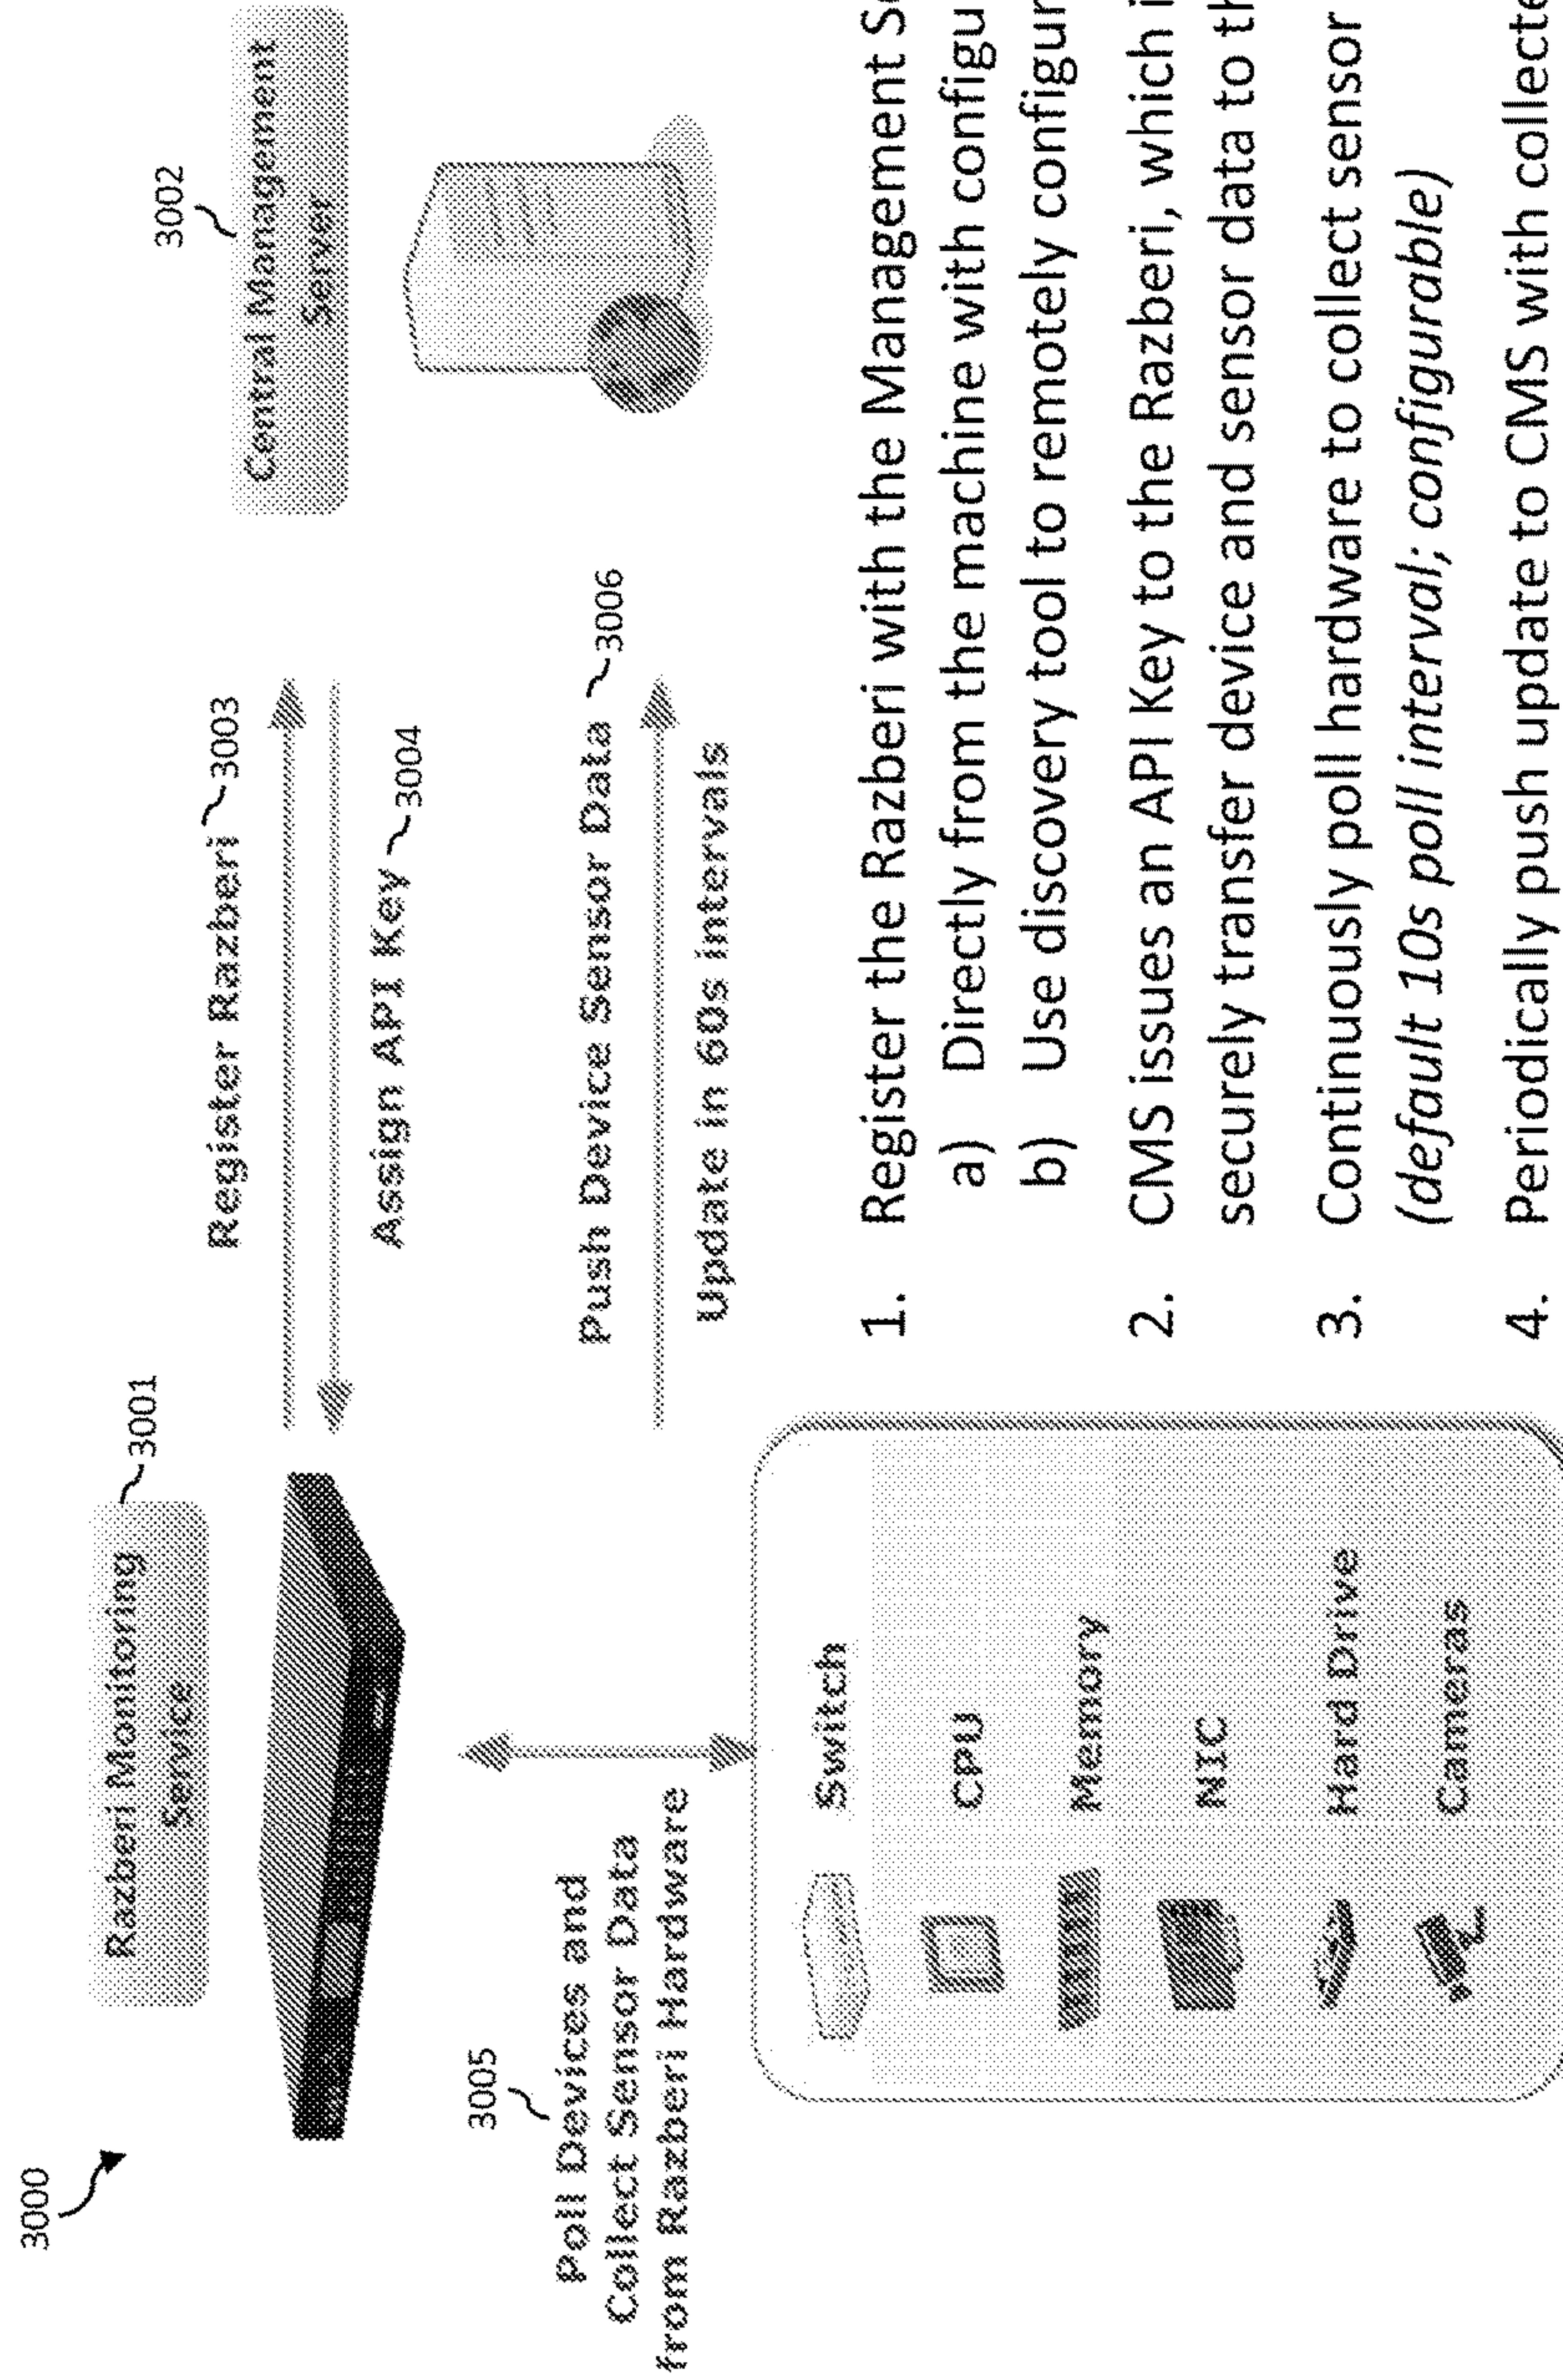 3000
Razberi Monitoring
Service
3001
Central Management
Server
3002
Register Razberi
3003
Assign API Key
3004
Push Device Sensor Data
3006
Update in 60s intervals
3005
Poll Devices and
Collect Sensor Data
from Razberi Hardware
Switch
CPU
Memory
NIC
Hard Drive
Cameras
1. Register the Razberi with the Management
a) Directly from the machine with
b) Use discovery tool to remotely
2. CMS issues an API Key to the Razberi, which
securely transfer device and sensor data to
3. Continuously poll hardware to collect sensor
(default 10s poll interval; configurable)
4. Periodically push update to CMS with